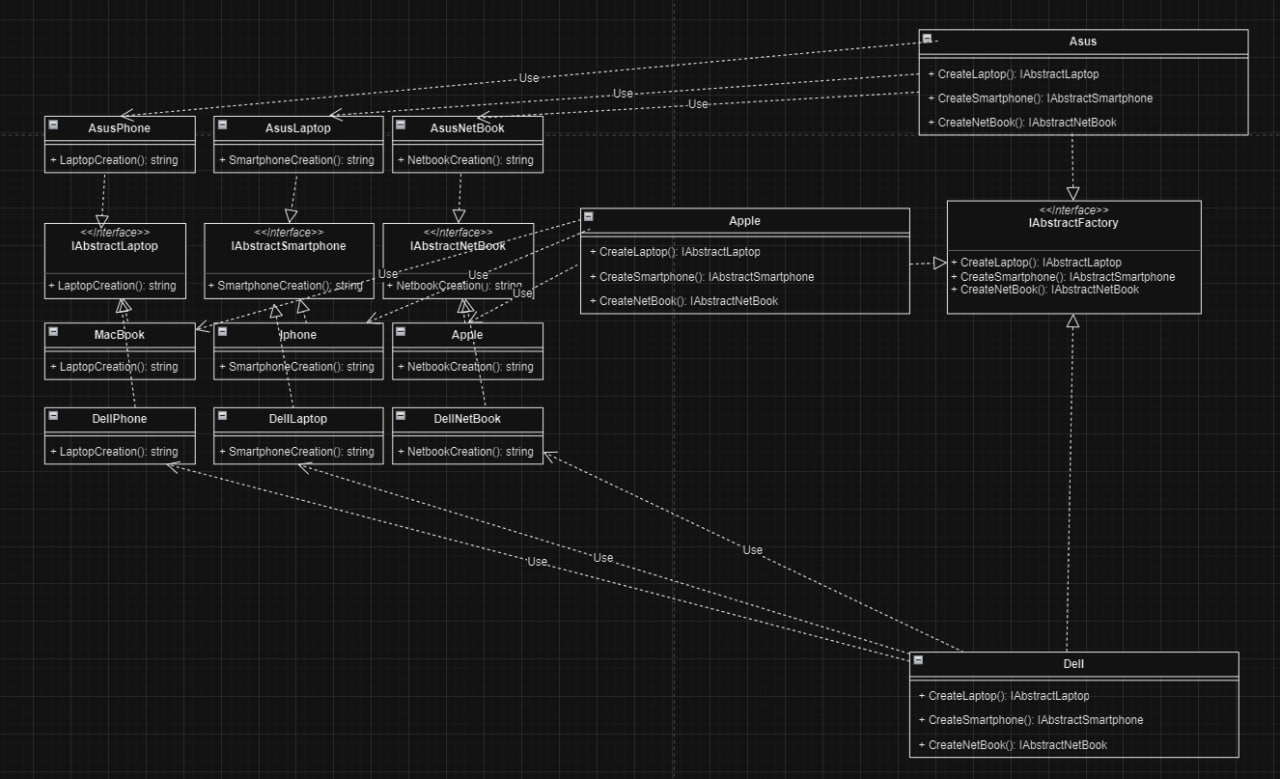 Asus
+ CreateLaptop(): IAbstractLaptop
+ CreateSmartphone(): IAbstractSmartphone
+ CreateNetBook(): IAbstractNetBook
Use
Use
Use
AsusPhone
+ LaptopCreation(): string
AsusLaptop
+ SmartphoneCreation(): string
AsusNetBook
+ NetbookCreation(): string
<<Interface>>
IAbstractLaptop
+ LaptopCreation(): string
<<Interface>>
IAbstractSmartphone
+ SmartphoneCreation(): string
<<Interface>>
IAbstractNetBook
+ NetbookCreation(): string
Apple
+ CreateLaptop(): IAbstractLaptop
+ CreateSmartphone(): IAbstractSmartphone
+ CreateNetBook(): IAbstractNetBook
<<Interface>>
IAbstractFactory
+ CreateLaptop(): IAbstractLaptop
+ CreateSmartphone(): IAbstractSmartphone
+ CreateNetBook(): IAbstractNetBook
Use
Use
Use
MacBook
+ LaptopCreation(): string
Iphone
+ SmartphoneCreation(): string
Apple
+ NetbookCreation(): string
DellPhone
+ LaptopCreation(): string
DellLaptop
+ SmartphoneCreation(): string
DellNetBook
+ NetbookCreation(): string
Use
Use
Use
Dell
+ CreateLaptop(): IAbstractLaptop
+ CreateSmartphone(): IAbstractSmartphone
+ CreateNetBook(): IAbstractNetBook